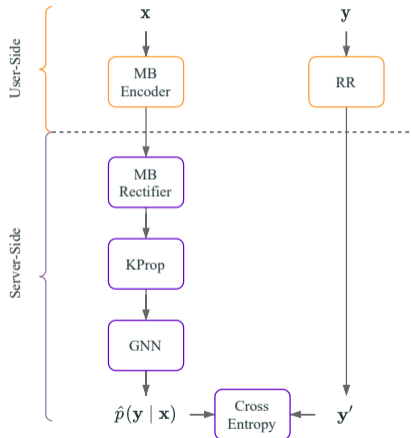 x
y
User-Side
MB
Encoder
RR
Server-Side
MB
Rectifier
KProp
GNN
p̂(y | x)
Cross
Entropy
y′